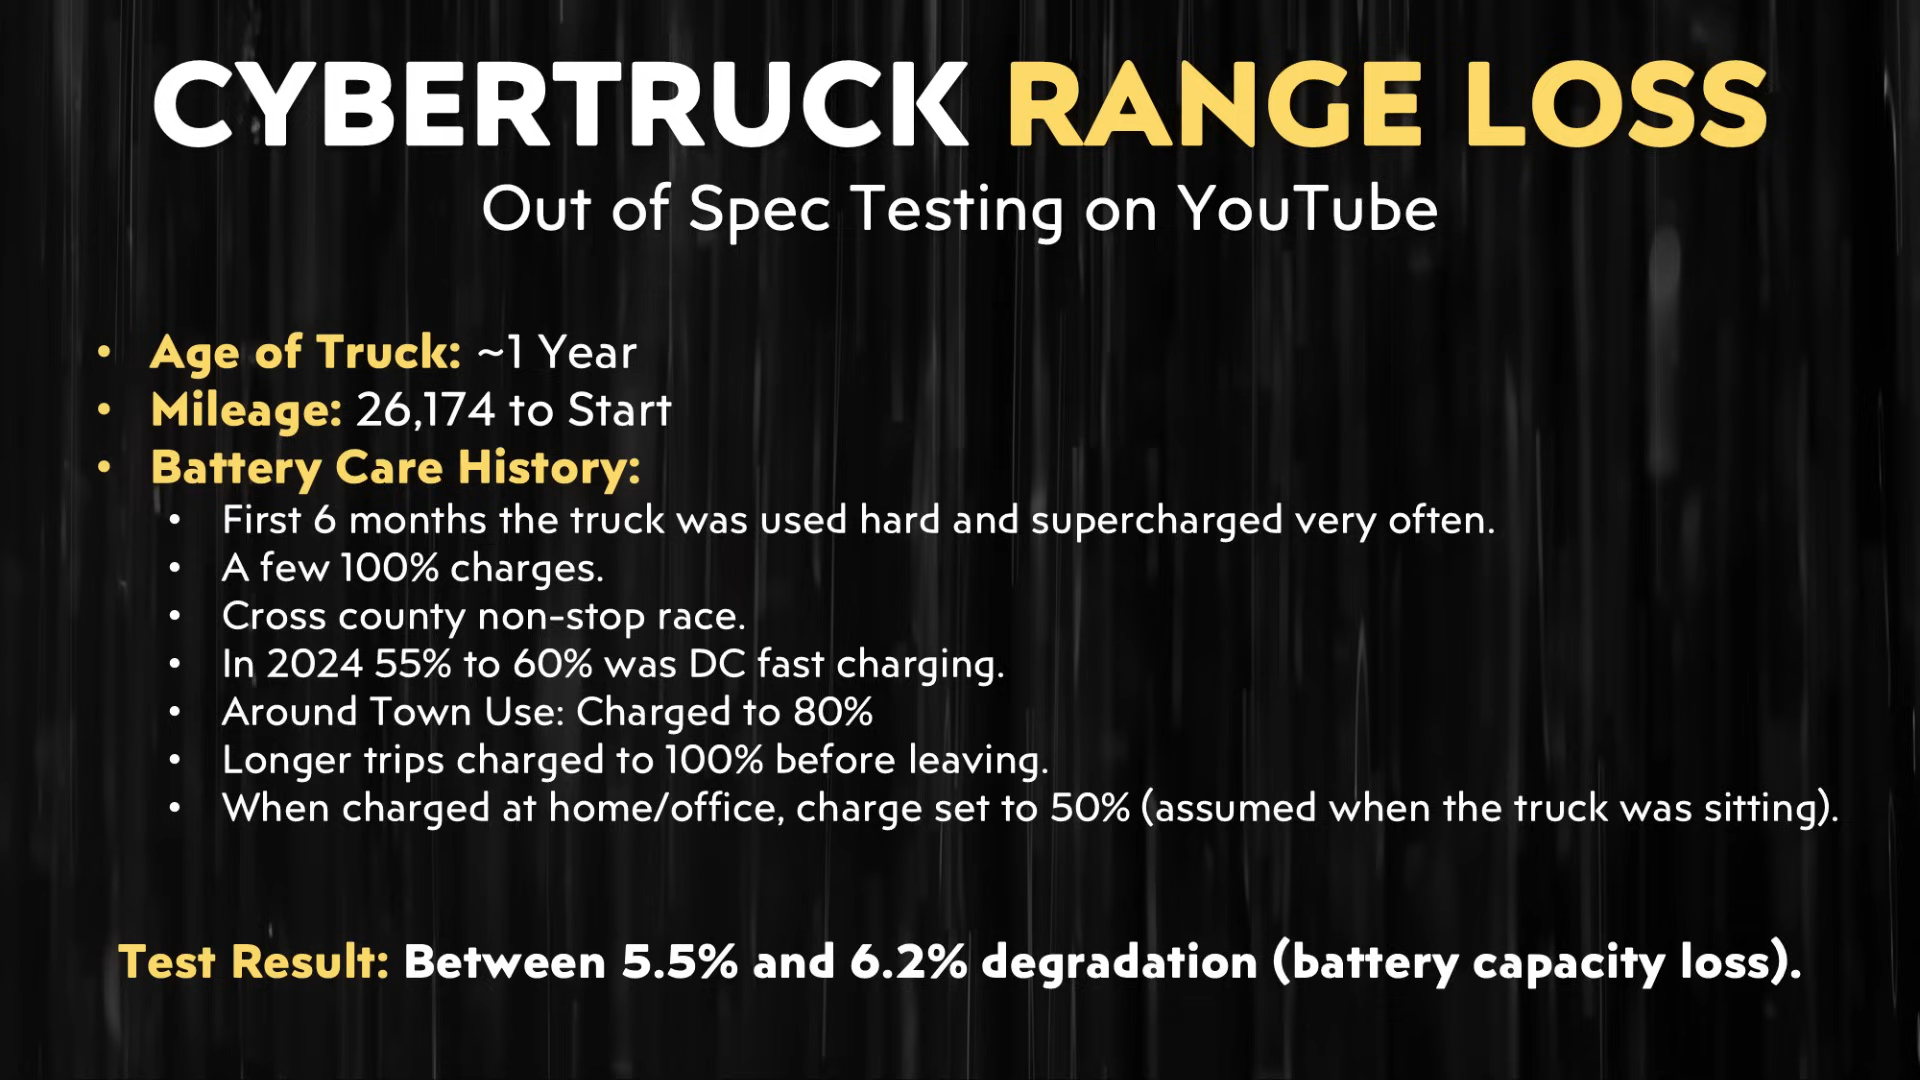 CYBERTRUCK RANGE LOSS
Out of Spec Testing on YouTube
• Age of Truck: ~1 Year
• Mileage: 26,174 to Start
• Battery Care History:
• First 6 months the truck was used hard and supercharged very often.
• A few 100% charges.
• Cross county non-stop race.
• In 2024 55% to 60% was DC fast charging.
• Around Town Use: Charged to 80%
• Longer trips charged to 100% before leaving.
• When charged at home/office, charge set to 50% (assumed when the truck was sitting).
Test Result: Between 5.5% and 6.2% degradation (battery capacity loss).